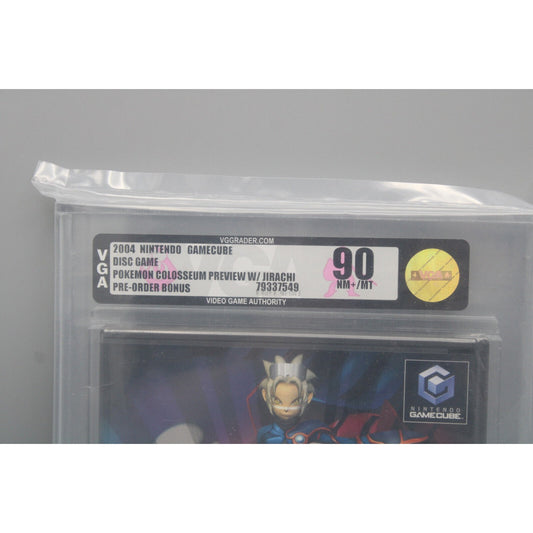 VGGRADER.COM
VGA
2004 NINTENDO GAMECUBE
DISC GAME
POKEMON COLOSSEUM PREVIEW W/ JIRACHI
PRE-ORDER BONUS 79337549
90
NM+/MT
VIDEO GAME AUTHORITY
NINTENDO
GAMECUBE